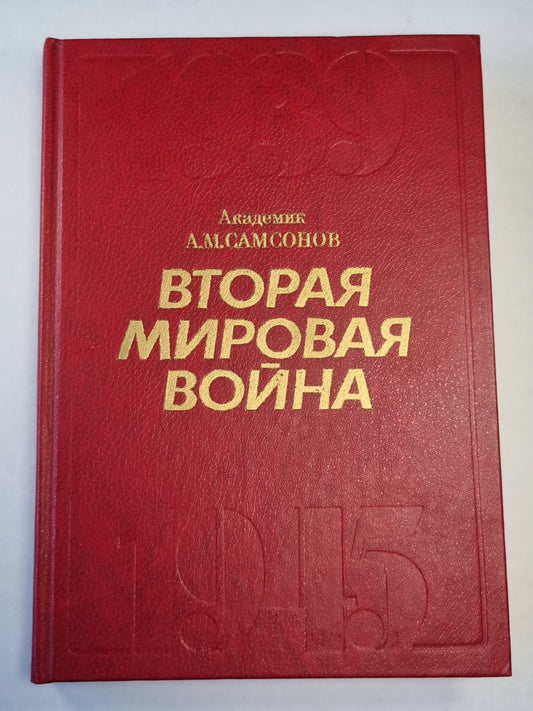 1939
Академик
А.М.САМСОНОВ
ВТОРАЯ
МИРОВАЯ
ВОЙНА
1945